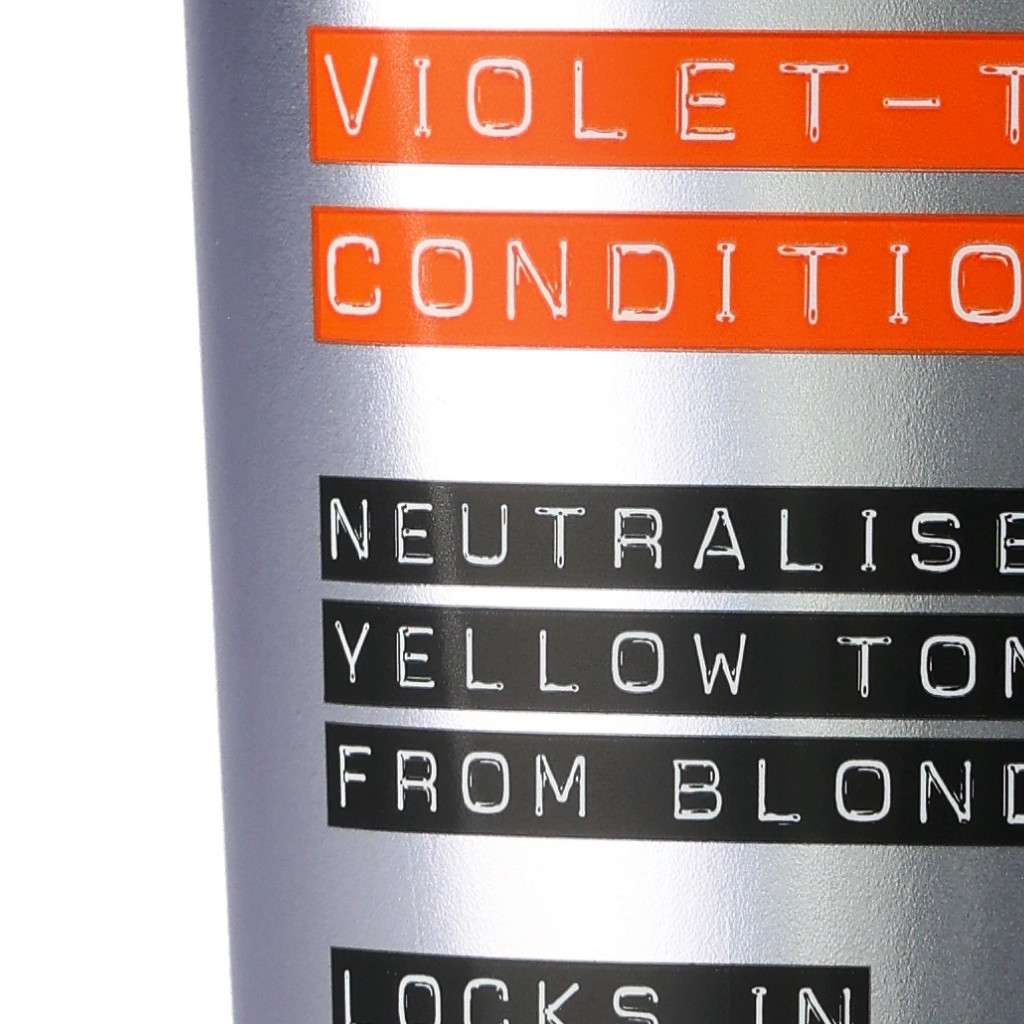 VIOLET-T
CONDITIO
NEUTRALISE
YELLOW TON
FROM BLOND
LOCKS IN